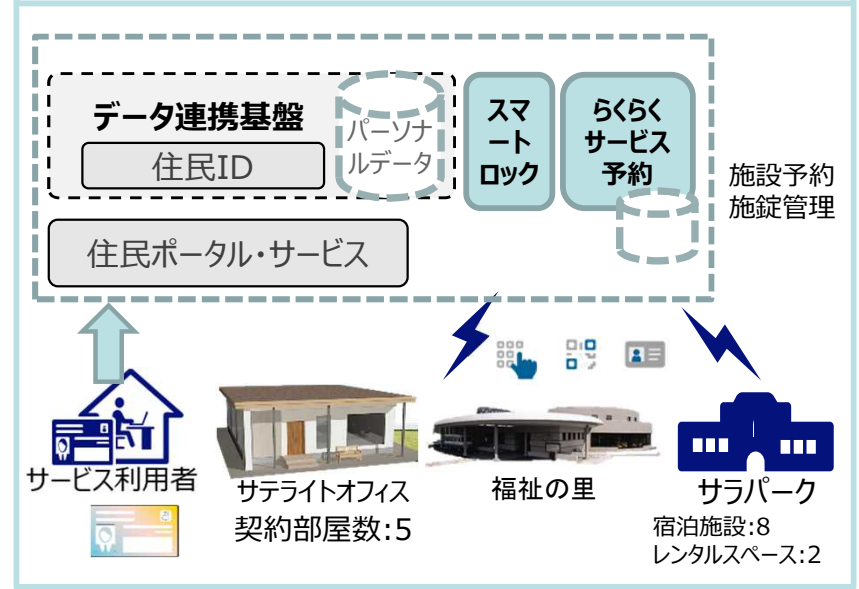 データ連携基盤
住民ID
パーソナ
ルデータ
スマ
ート
ロック
らくらく
サービス
予約
施設予約
施錠管理
住民ポータル・サービス
サービス利用者
サテライトオフィス
契約部屋数:5
福祉の里
サラパーク
宿泊施設:8
レンタルスペース:2